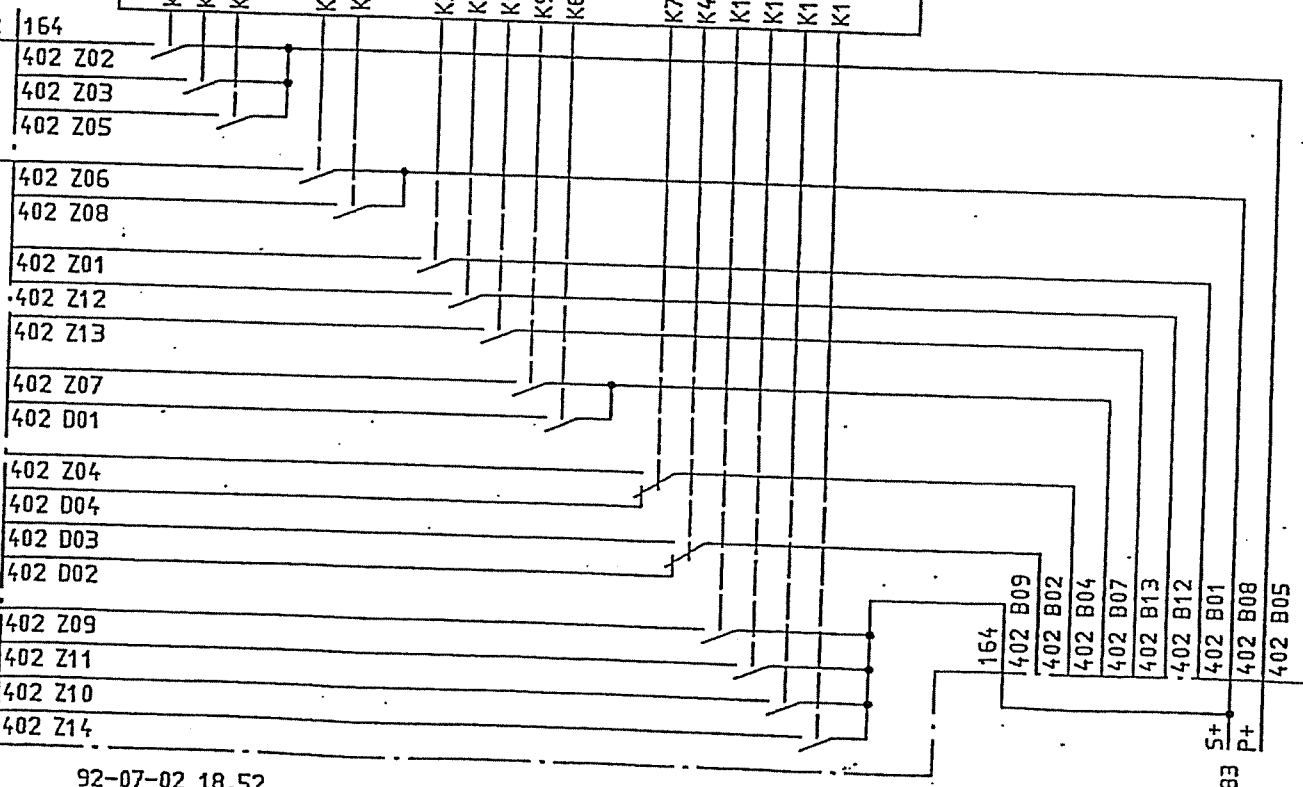 K
K
K
K
K
K
K
K
K9
K6
K7
K4
K1
K1
K1
K1
164
402 Z02
402 Z03
402 Z05
402 Z06
402 Z08
402 Z01
402 Z12
402 Z13
402 Z07
402 D01
402 Z04
402 D04
402 D03
402 D02
402 Z09
402 Z11
402 Z10
402 Z14
164
402 B09
402 B02
402 B04
402 B07
402 B13
402 B12
402 B01
402 B08
402 B05
S+
P+
B3
92-07-02 18.52